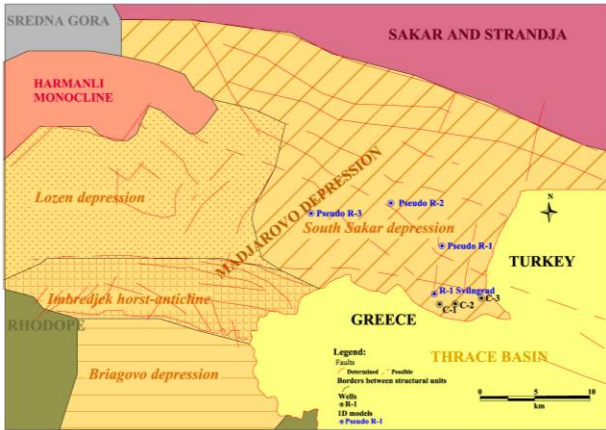 SREDNA GORA
SAKAR AND STRANDJA
HARMANLI
MONOCLINE
Lozen depression
MADJAROVO DEPRESSION
Pseudo R-2
Pseudo R-3
South Sakar depression
N
Pseudo R-1
TURKEY
Imbredjek horst-anticline
R-1 Svilngrad
C-3
C-2
C-1
RHODOPE
GREECE
Briagovo depression
THRACE BASIN
Legend:
Faults
Determined Possible
Borders between structural units
Wells
R-1
1D models
Pseudo R-1
0 5 10
km